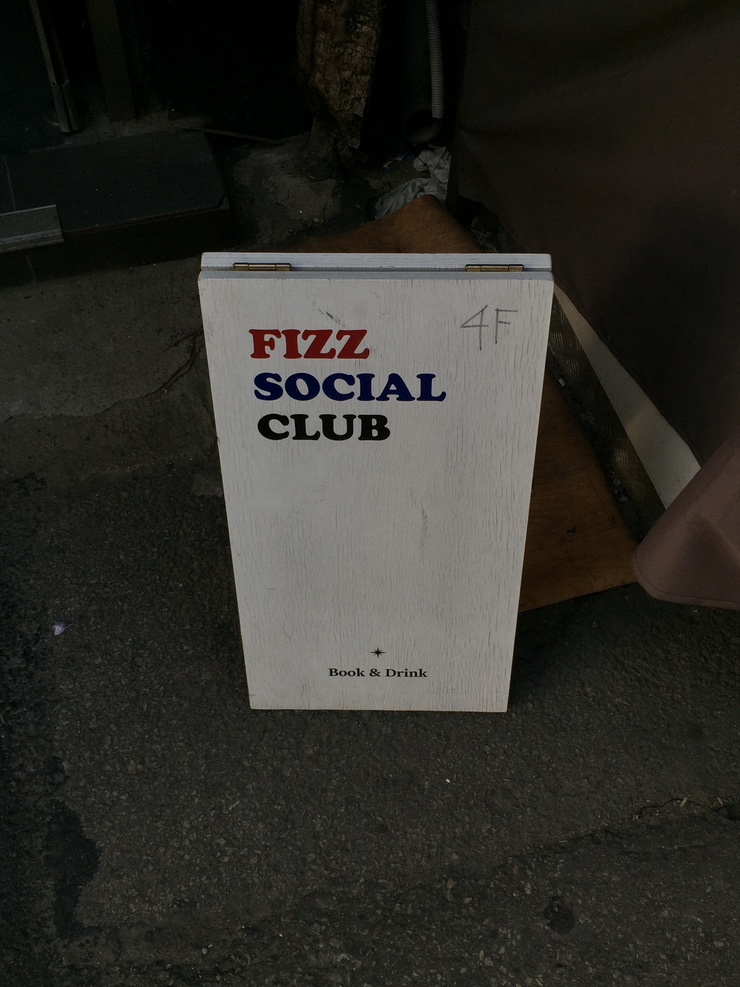 FIZZ
4F
SOCIAL
CLUB
Book & Drink